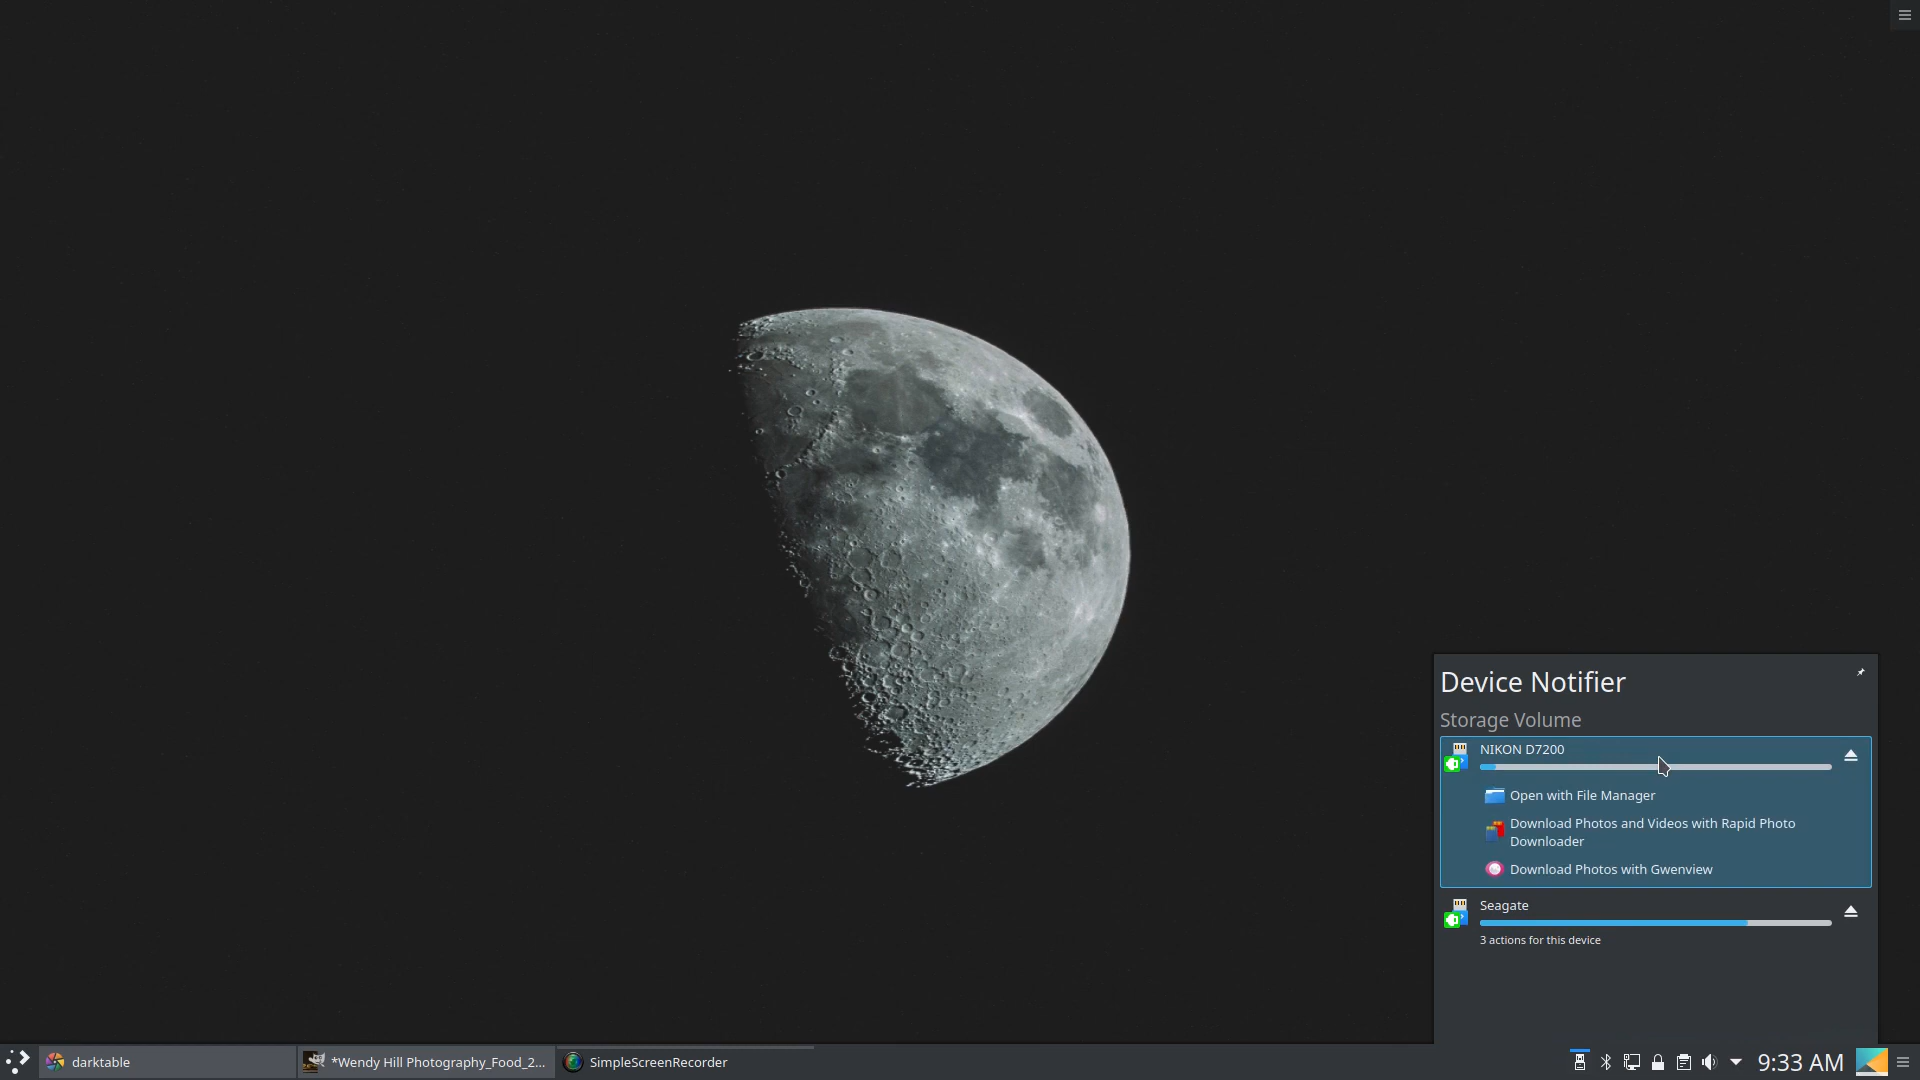 Device Notifier
Storage Volume
NIKON D7200
Open with File Manager
Download Photos and Videos with Rapid Photo
Downloader
Download Photos with Gwenview
Seagate
3 actions for this device
darktable
*Wendy Hill Photography_Food_2...
SimpleScreenRecorder
9:33 AM